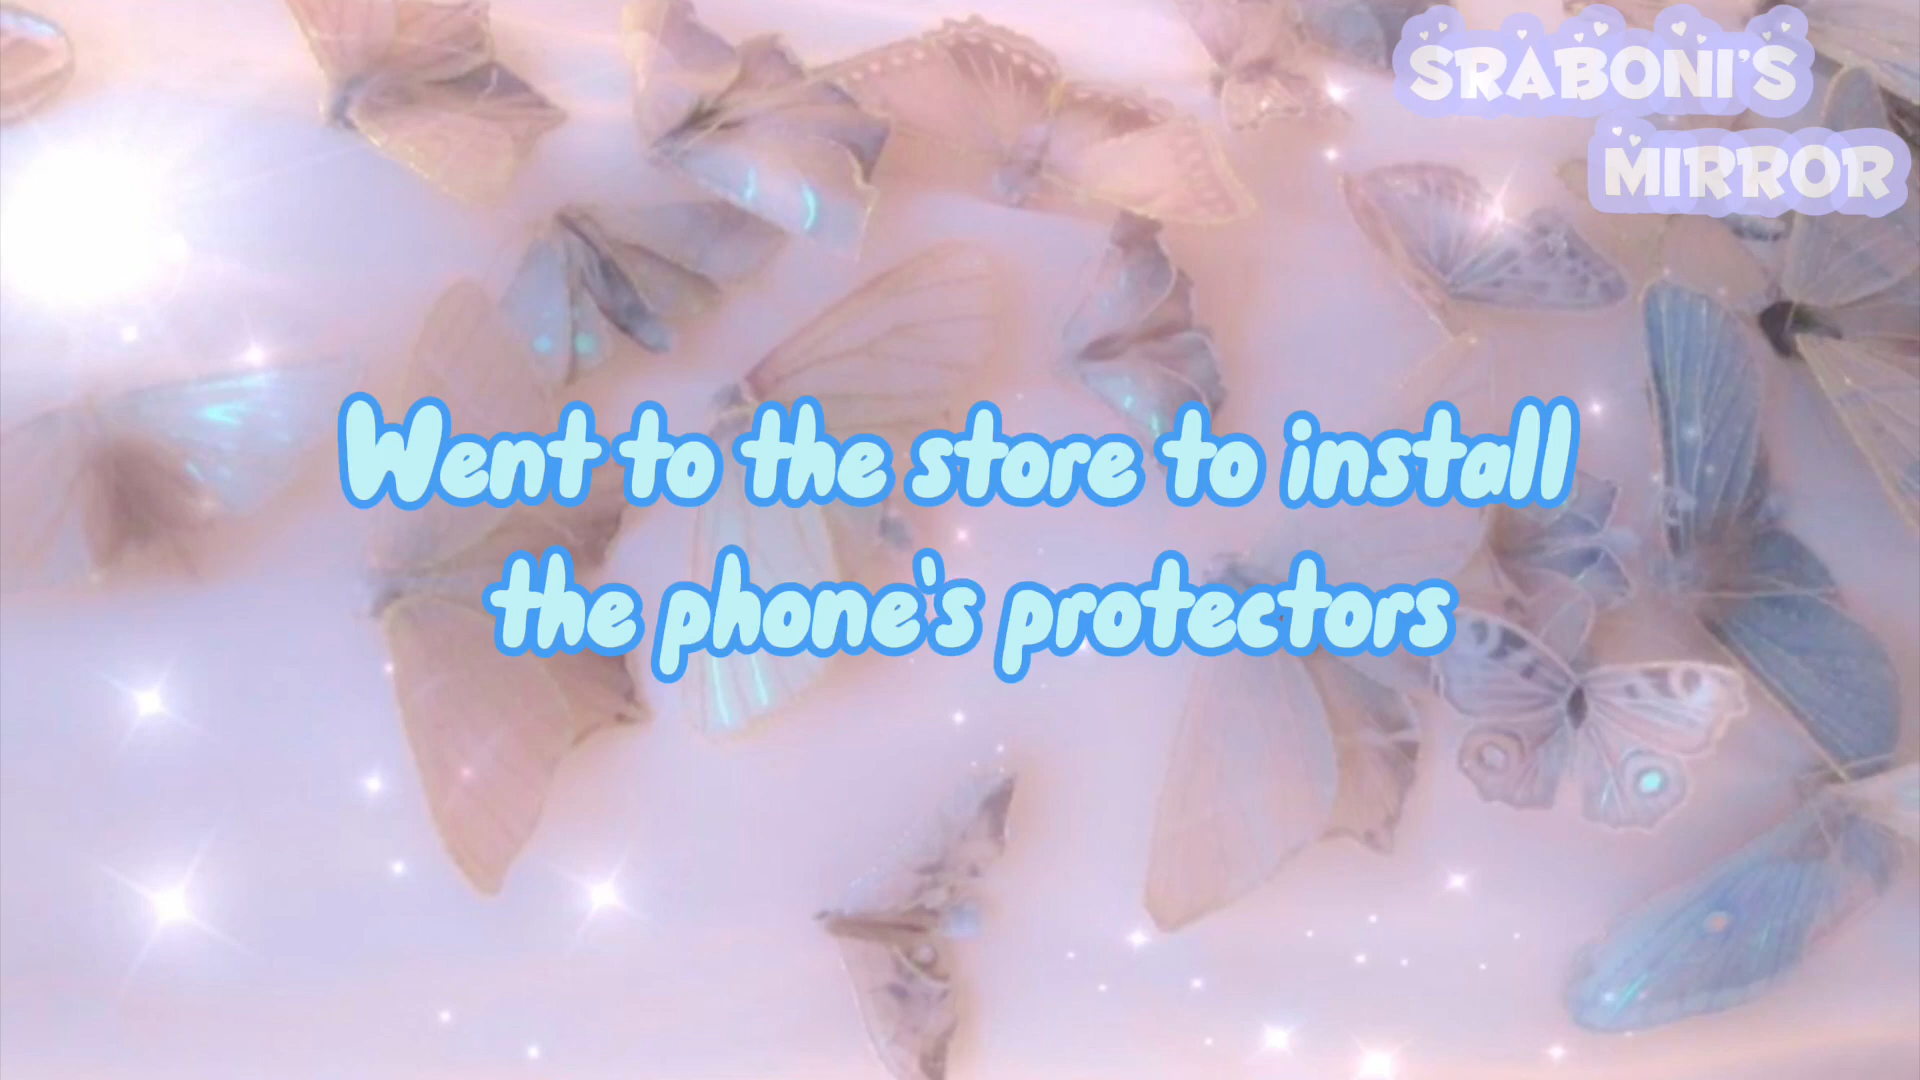 SRABONI'S
MIRROR
Went to the store to install
the phone's protectors